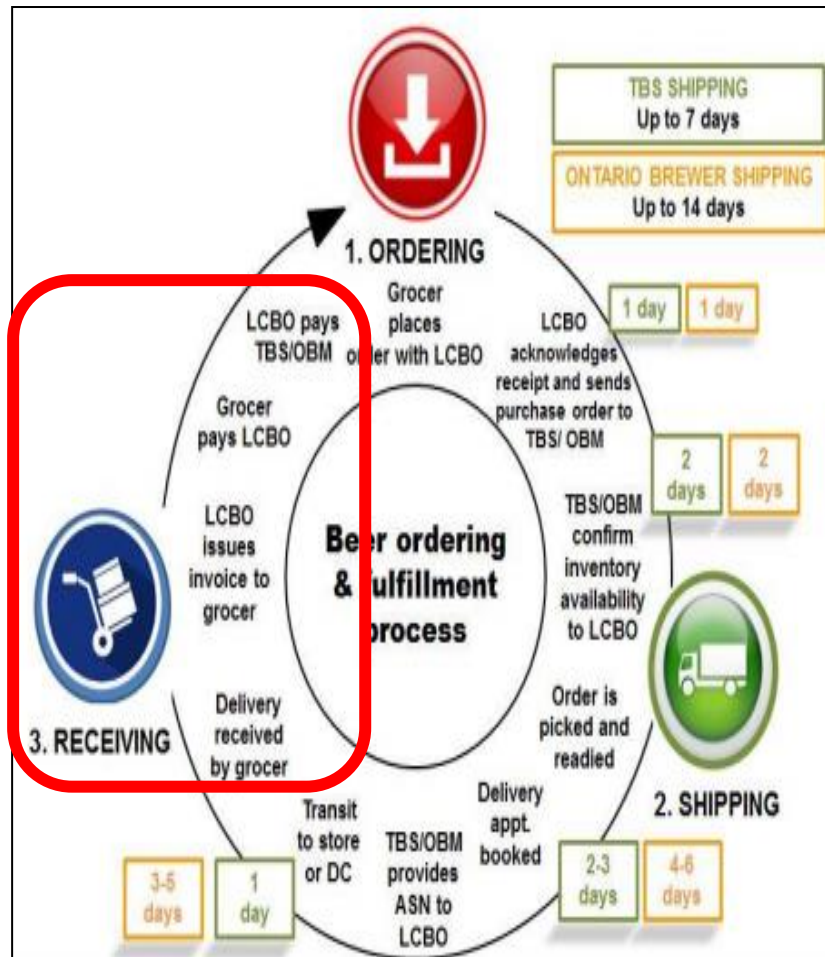 TBS SHIPPING
Up to 7 days
ONTARIO BREWER SHIPPING
Up to 14 days
1. ORDERING
Grocer
places
order with LCBO
1 day
1 day
LCBO
acknowledges
receipt and sends
purchase order to
TBS/ OBM
2
days
2
days
TBS/OBM
confirm
inventory
availability
to LCBO
Order is
picked and
readied
2. SHIPPING
Delivery
appt.
booked
2-3
days
4-6
days
TBS/OBM
provides
ASN to
LCBO
Transit
to store
or DC
1
day
3-5
days
Delivery
received
by grocer
3. RECEIVING
LCBO
issues
invoice to
grocer
Grocer
pays LCBO
LCBO pays
TBS/OBM
Beer ordering
& fulfillment
process